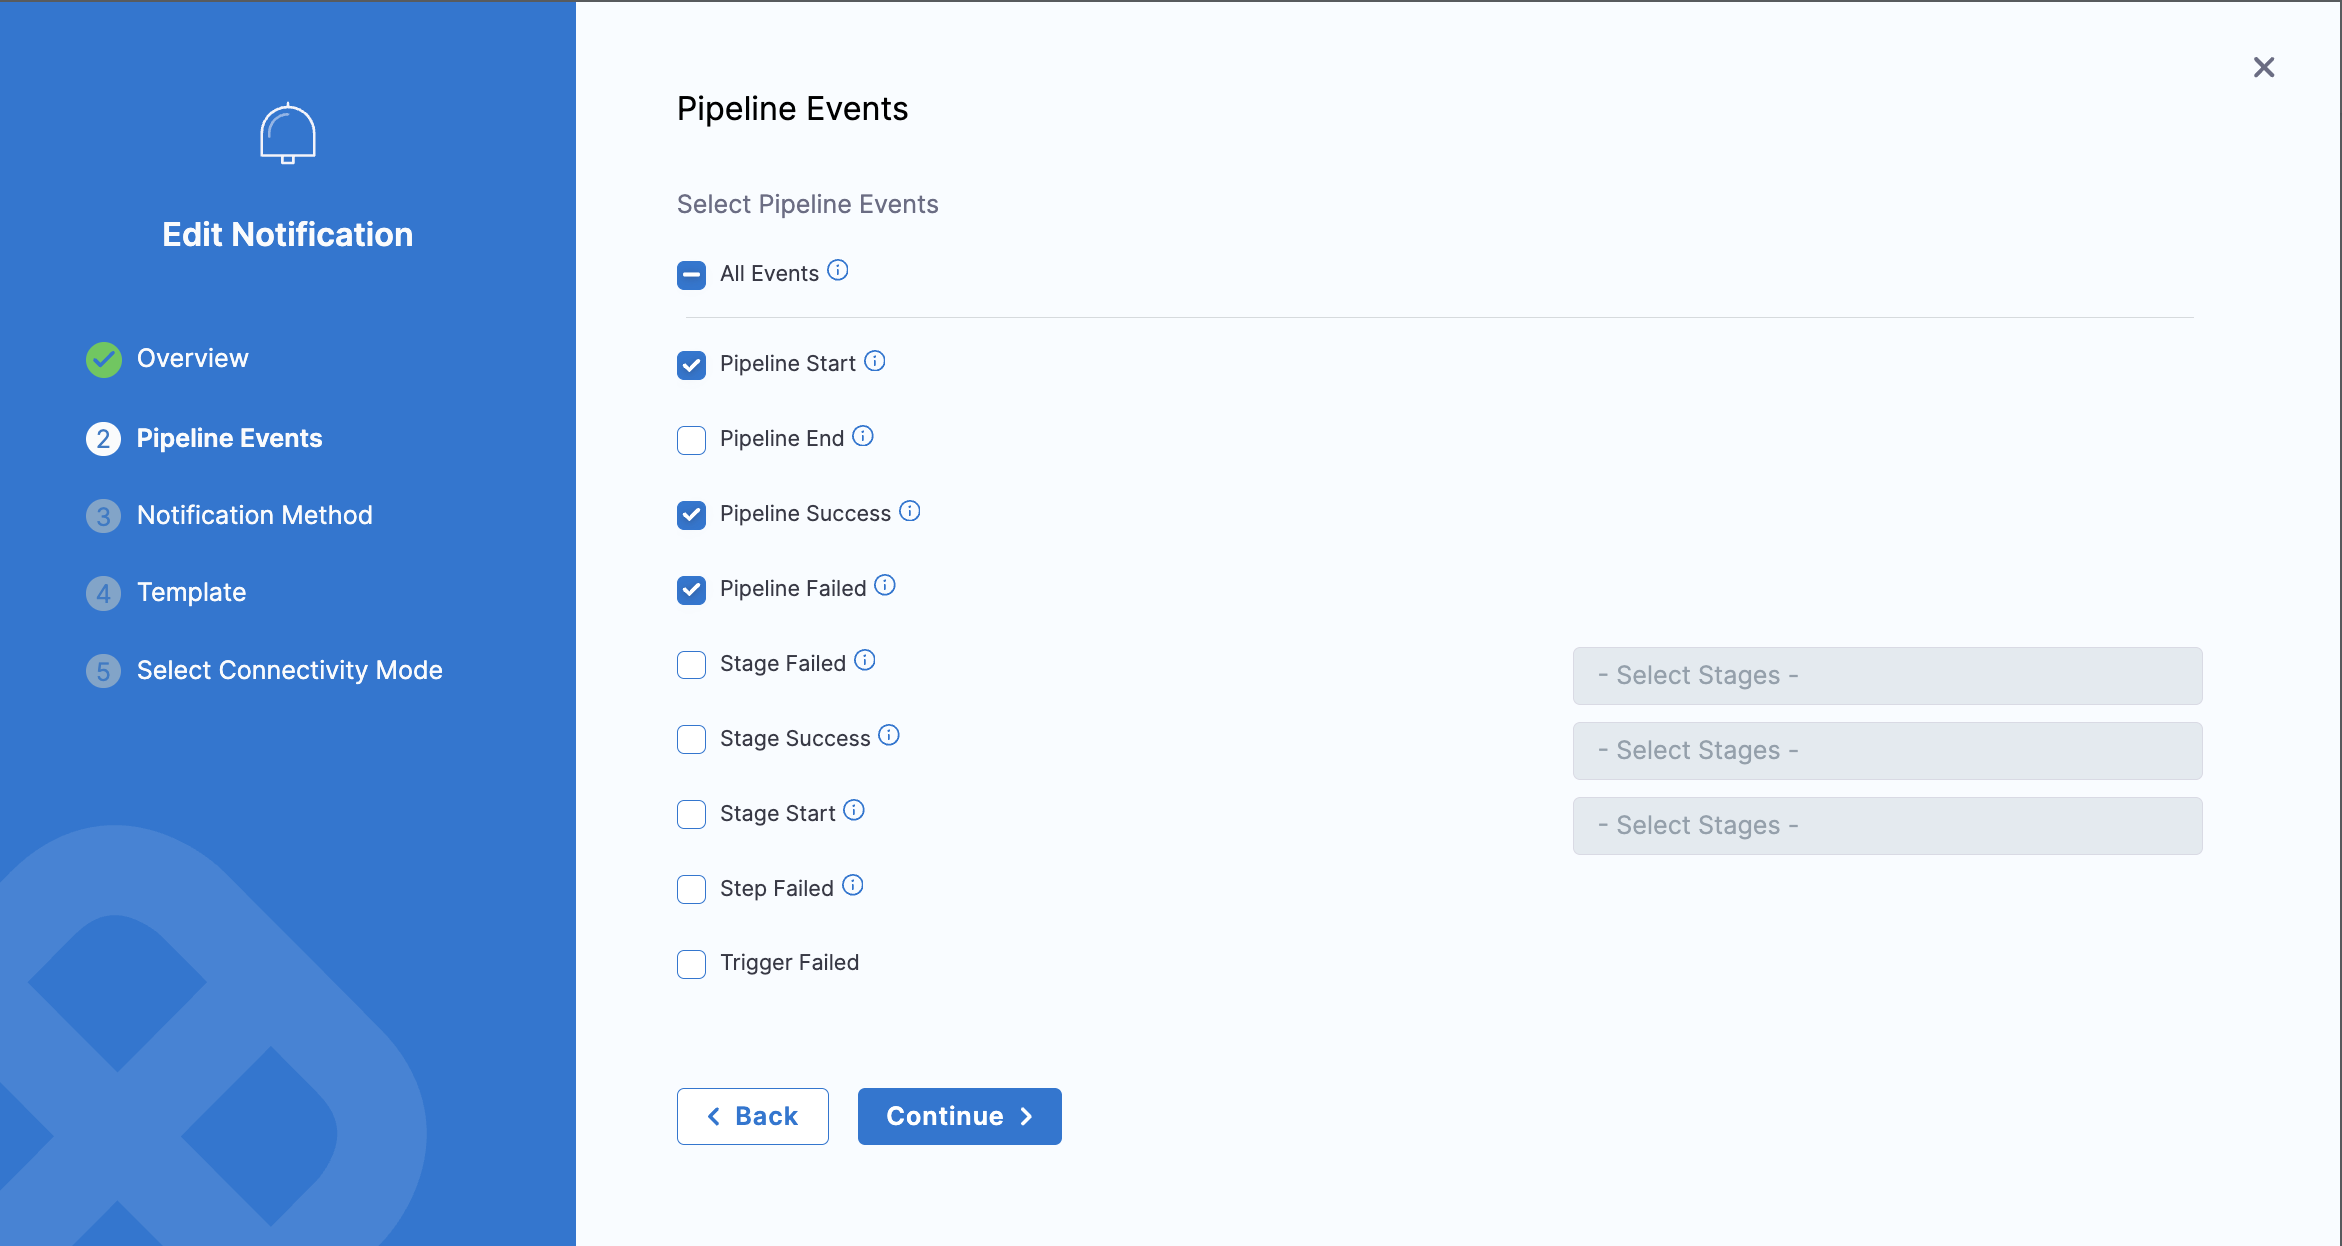 Edit Notification
Overview
2 Pipeline Events
3 Notification Method
4 Template
5 Select Connectivity Mode
Pipeline Events
Select Pipeline Events
All Events
Pipeline Start
Pipeline End
Pipeline Success
Pipeline Failed
Stage Failed
- Select Stages -
Stage Success
- Select Stages -
Stage Start
- Select Stages -
Step Failed
Trigger Failed
Back
Continue